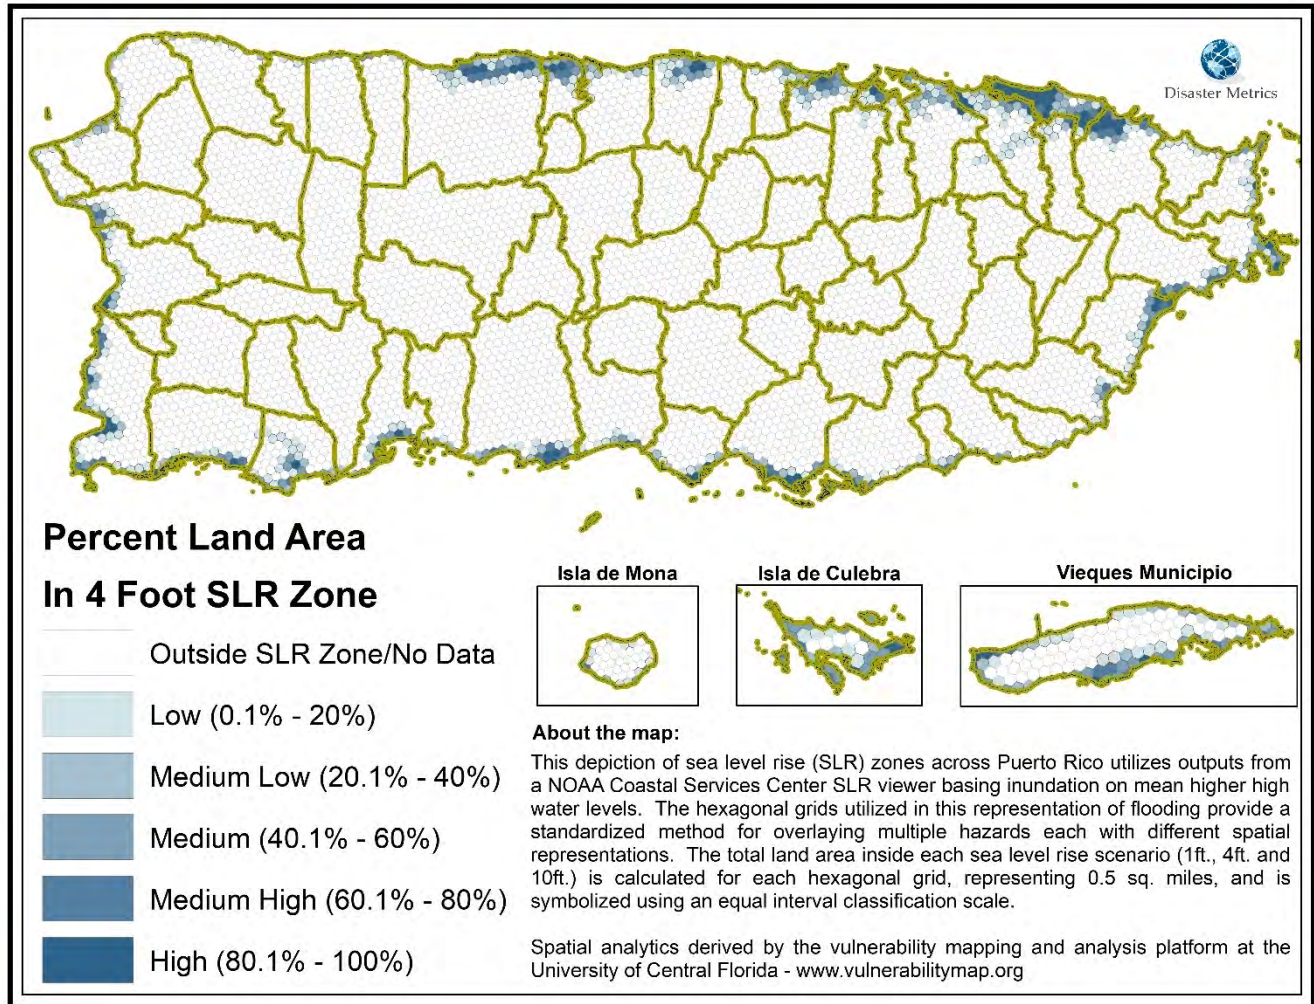 Disaster Metrics
Percent Land Area
In 4 Foot SLR Zone
Outside SLR Zone/No Data
Low (0.1% - 20%)
Medium Low (20.1% - 40%)
Medium (40.1% - 60%)
Medium High (60.1% - 80%)
High (80.1% - 100%)
Isla de Mona
Isla de Culebra
Vieques Municipio
About the map:
This depiction of sea level rise (SLR) zones across Puerto Rico utilizes outputs from
a NOAA Coastal Services Center SLR viewer basing inundation on mean higher high
water levels. The hexagonal grids utilized in this representation of flooding provide a
standardized method for overlaying multiple hazards each with different spatial
representations. The total land area inside each sea level rise scenario (1ft., 4ft. and
10ft.) is calculated for each hexagonal grid, representing 0.5 sq. miles, and is
symbolized using an equal interval classification scale.
Spatial analytics derived by the vulnerability mapping and analysis platform at the
University of Central Florida - www.vulnerabilitymap.org